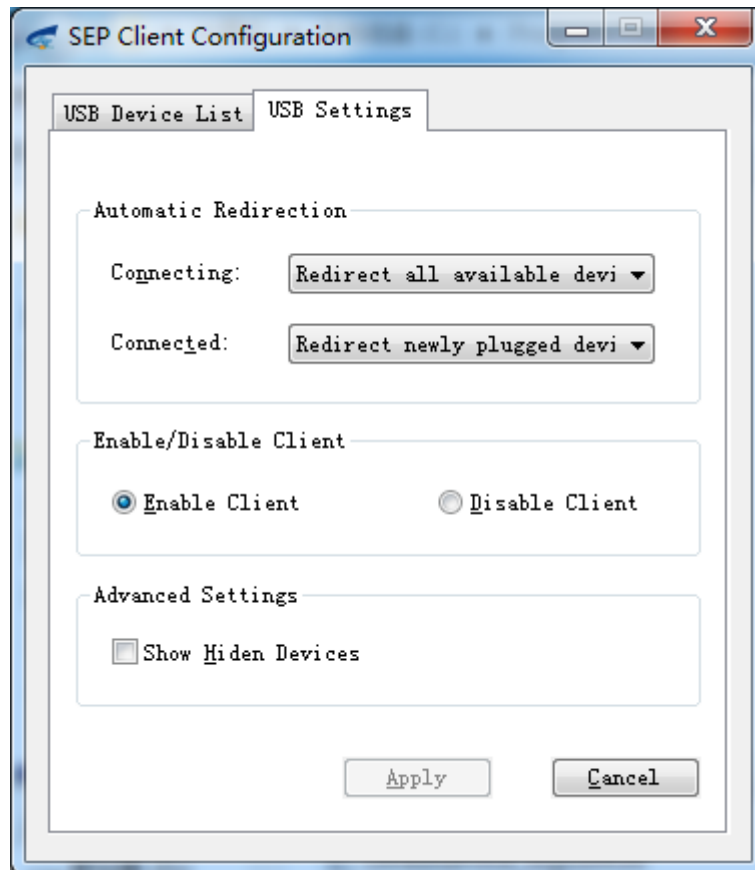 SEP Client Configuration
USB Device List USB Settings
Automatic Redirection
Connecting: Redirect all available devi
Connected: Redirect newly plugged devi
Enable/Disable Client
Enable Client Disable Client
Advanced Settings
Show Hiden Devices
Apply Cancel